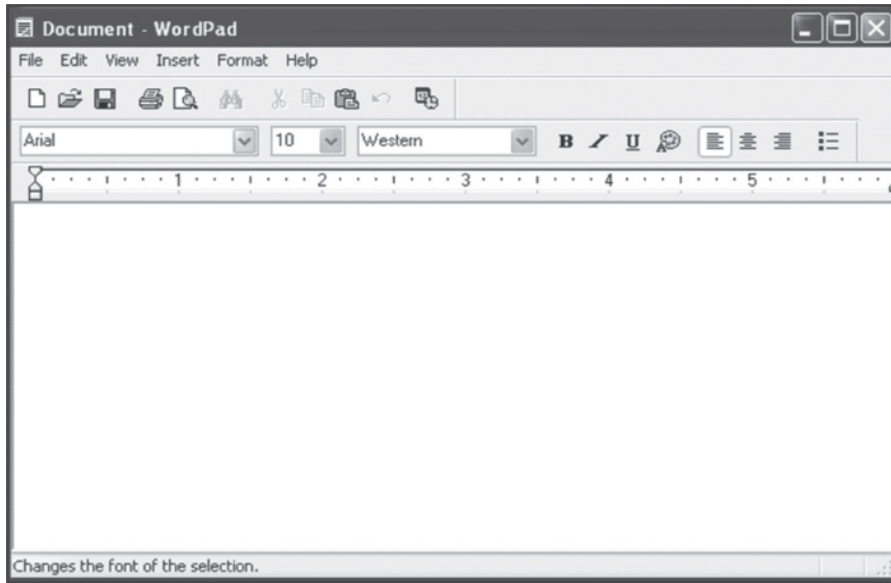 Document - WordPad
File Edit View Insert Format Help
Arial 10 Western B I U A
1 2 3 4 5
Changes the font of the selection.